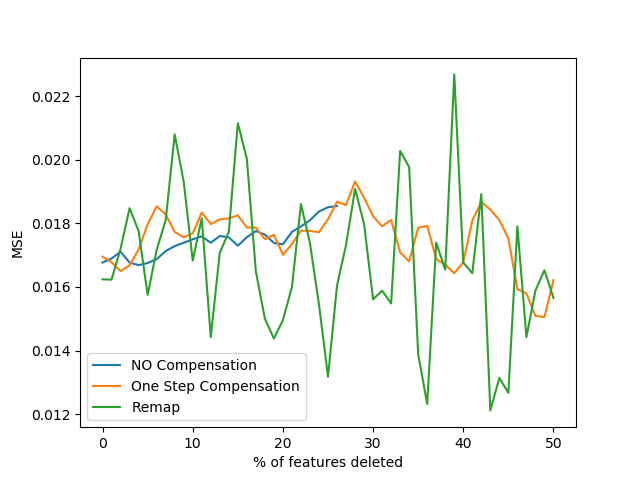 0.022
0.020
0.018
0.016
0.014
0.012
MSE
NO Compensation
One Step Compensation
Remap
0 10 20 30 40 50
% of features deleted